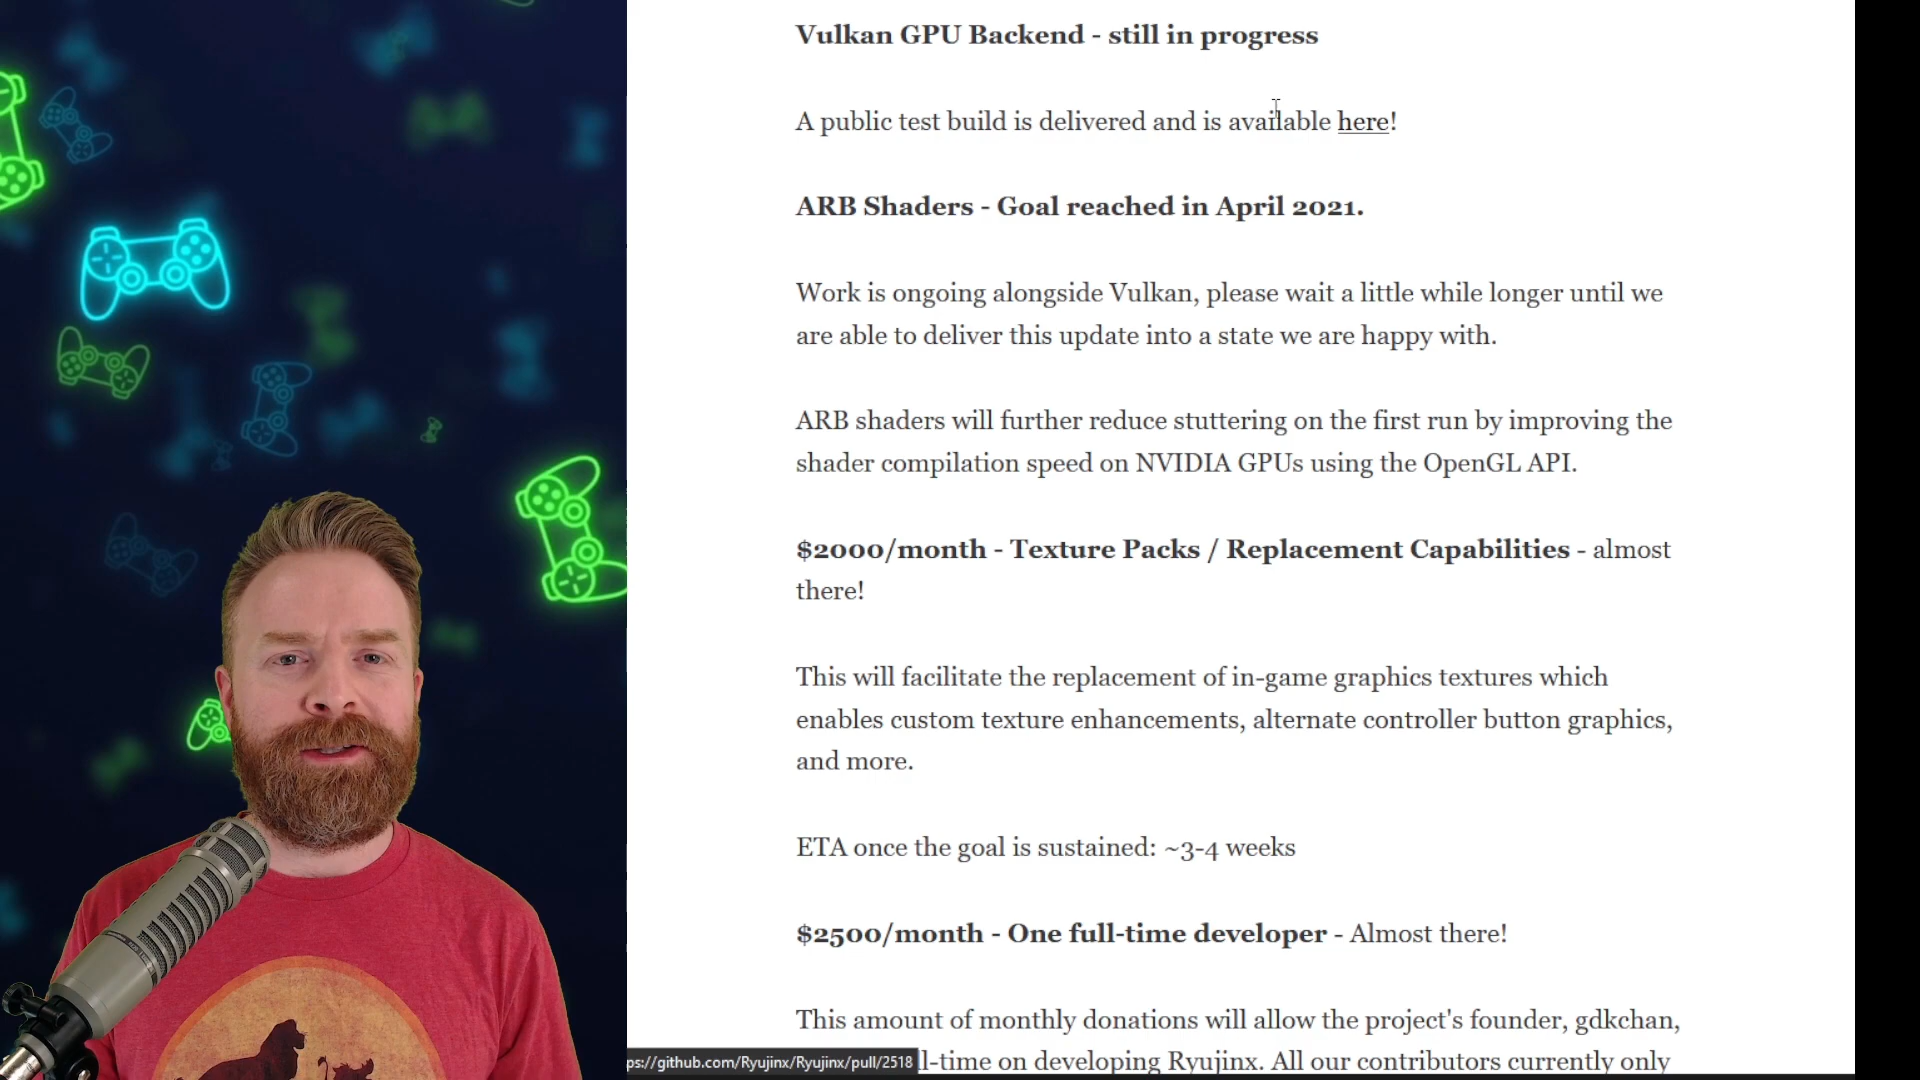 Vulkan GPU Backend - still in progress
A public test build is delivered and is available here!
ARB Shaders - Goal reached in April 2021.
Work is ongoing alongside Vulkan, please wait a little while longer until we
are able to deliver this update into a state we are happy with.
ARB shaders will further reduce stuttering on the first run by improving the
shader compilation speed on NVIDIA GPUs using the OpenGL API.
$2000/month - Texture Packs / Replacement Capabilities - almost
there!
This will facilitate the replacement of in-game graphics textures which
enables custom texture enhancements, alternate controller button graphics,
and more.
ETA once the goal is sustained: ~3-4 weeks
$2500/month - One full-time developer - Almost there!
This amount of monthly donations will allow the project's founder, gdkchan,
ps://github.com/Ryujinx/Ryujinx/pull/2518 ll-time on developing Ryujinx. All our contributors currently only